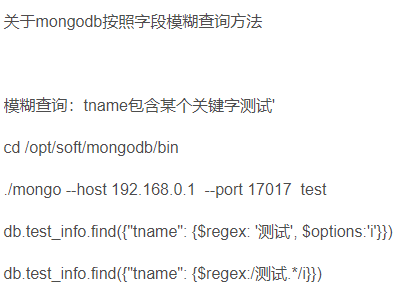 关于mongodb按照字段模糊查询方法
模糊查询：tname包含某个关键字测试'
cd /opt/soft/mongodb/bin
./mongo --host 192.168.0.1  --port 17017  test
db.test_info.find({"tname": {$regex: '测试', $options:'i'}})
db.test_info.find({"tname": {$regex:/测试.*/i}})